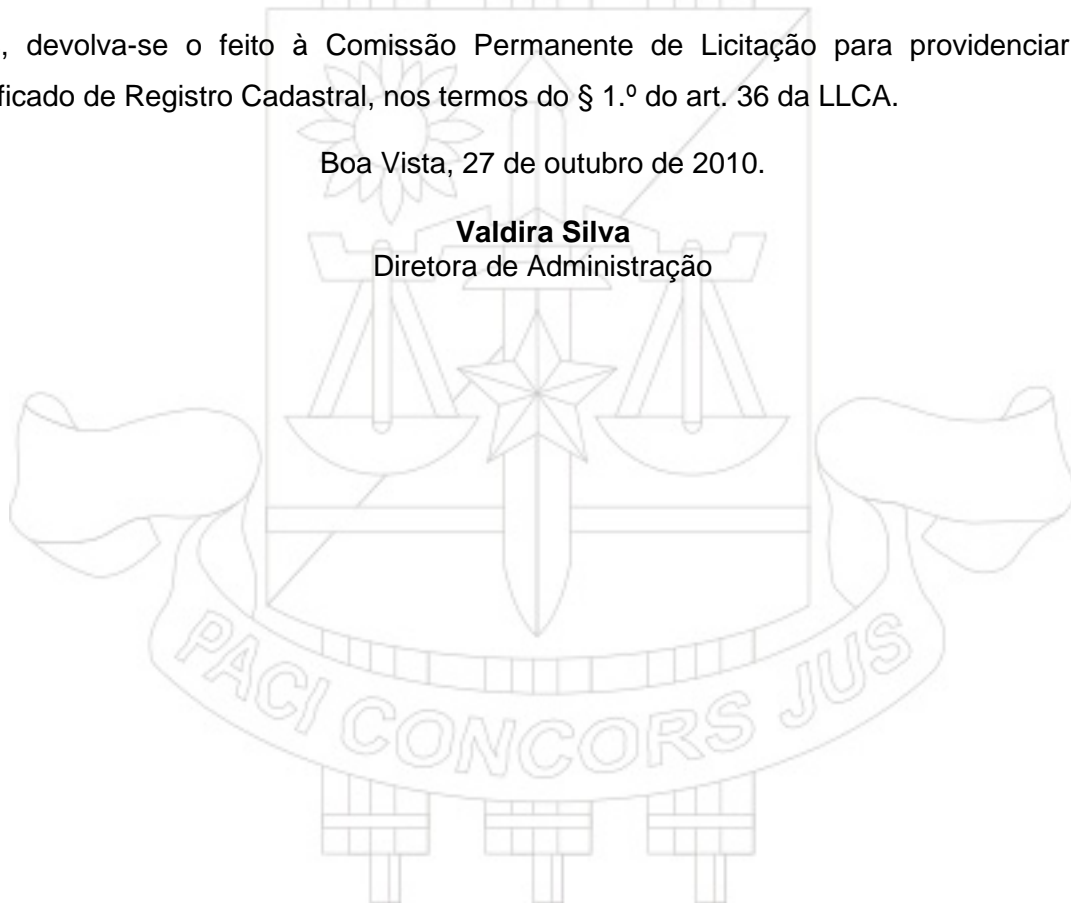 , devolva-se o feito à Comissão Permanente de Licitação para providenciar
ficado de Registro Cadastral, nos termos do § 1.º do art. 36 da LLCA.
Boa Vista, 27 de outubro de 2010.
Valdira Silva
Diretora de Administração
PACI CONCORS JUS